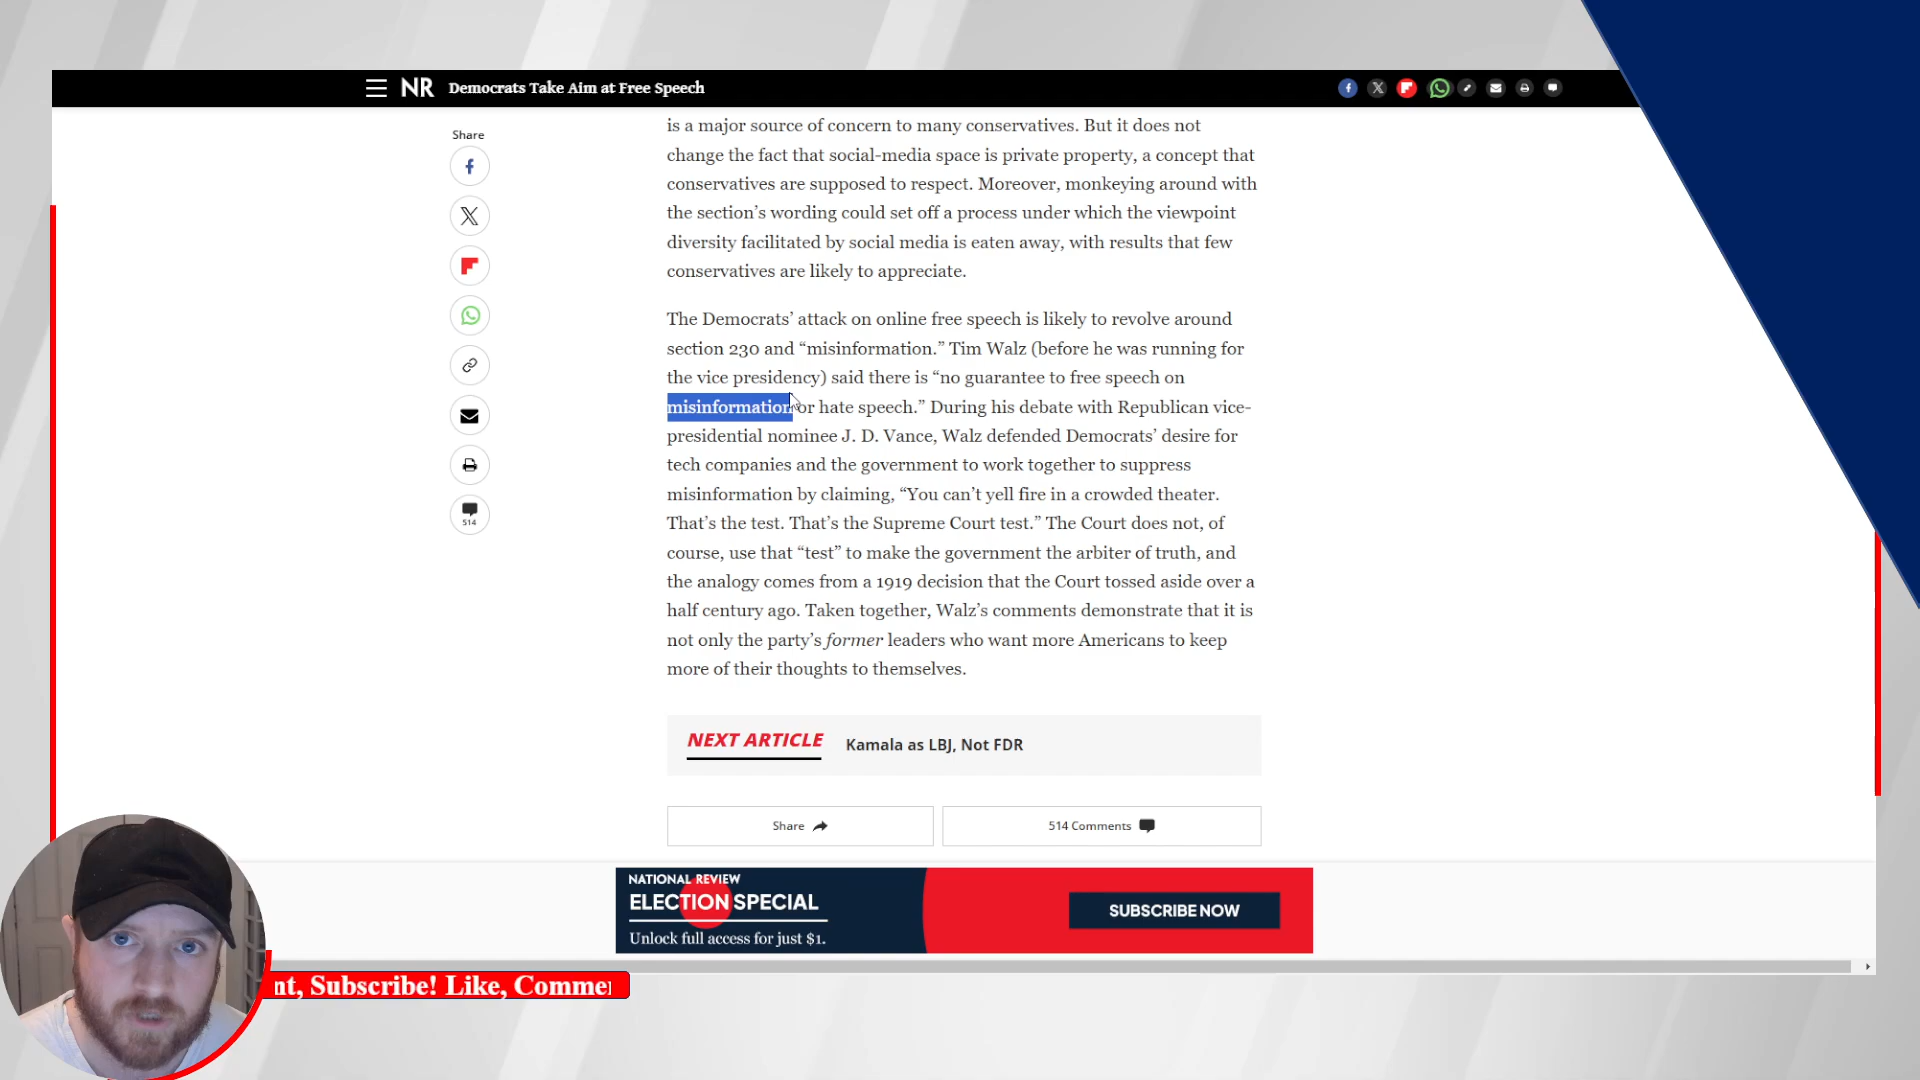 NR Democrats Take Aim at Free Speech
Share
is a major source of concern to many conservatives. But it does not
change the fact that social-media space is private property, a concept that
conservatives are supposed to respect. Moreover, monkeying around with
the section's wording could set off a process under which the viewpoint
diversity facilitated by social media is eaten away, with results that few
conservatives are likely to appreciate.
The Democrats' attack on online free speech is likely to revolve around
section 230 and “misinformation.” Tim Walz (before he was running for
the vice presidency) said there is “no guarantee to free speech on
misinformation or hate speech.” During his debate with Republican vice-
presidential nominee J. D. Vance, Walz defended Democrats' desire for
tech companies and the government to work together to suppress
misinformation by claiming, “You can't yell fire in a crowded theater.
That's the test. That's the Supreme Court test.” The Court does not, of
course, use that “test” to make the government the arbiter of truth, and
the analogy comes from a 1919 decision that the Court tossed aside over a
half century ago. Taken together, Walz's comments demonstrate that it is
not only the party's former leaders who want more Americans to keep
more of their thoughts to themselves.
514
NEXT ARTICLE Kamala as LBJ, Not FDR
Share
514 Comments
NATIONAL REVIEW
ELECTION SPECIAL
Unlock full access for just $1.
SUBSCRIBE NOW
nt, Subscribe! Like, Commer